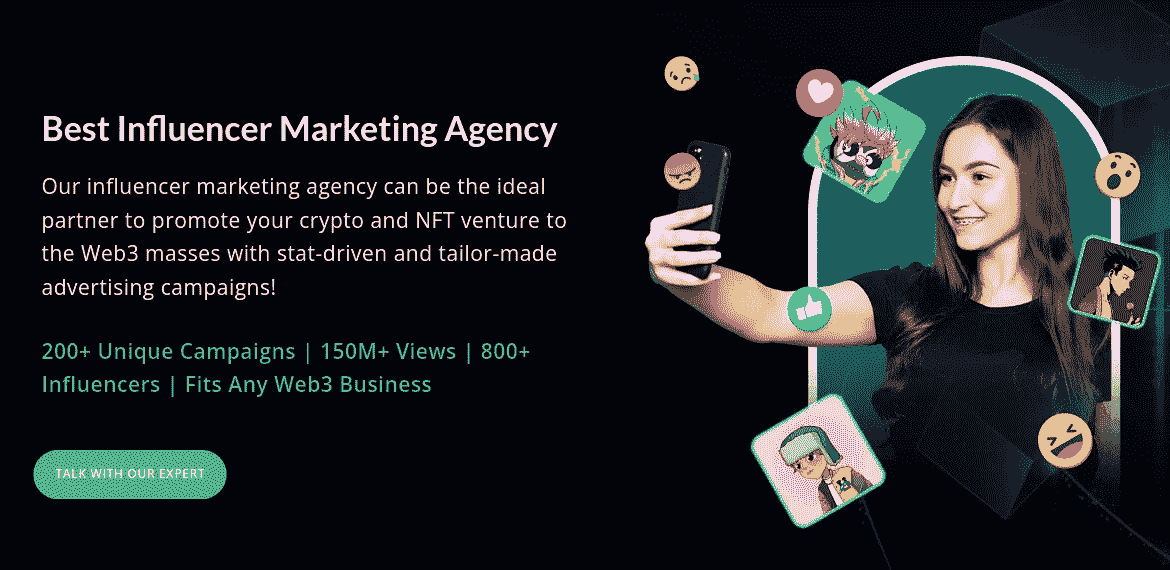 Best Influencer Marketing Agency
Our influencer marketing agency can be the ideal
partner to promote your crypto and NFT venture to
the Web3 masses with stat-driven and tailor-made
advertising campaigns!
200+ Unique Campaigns | 150M+ Views | 800+
Influencers | Fits Any Web3 Business
TALK WITH OUR EXPERT